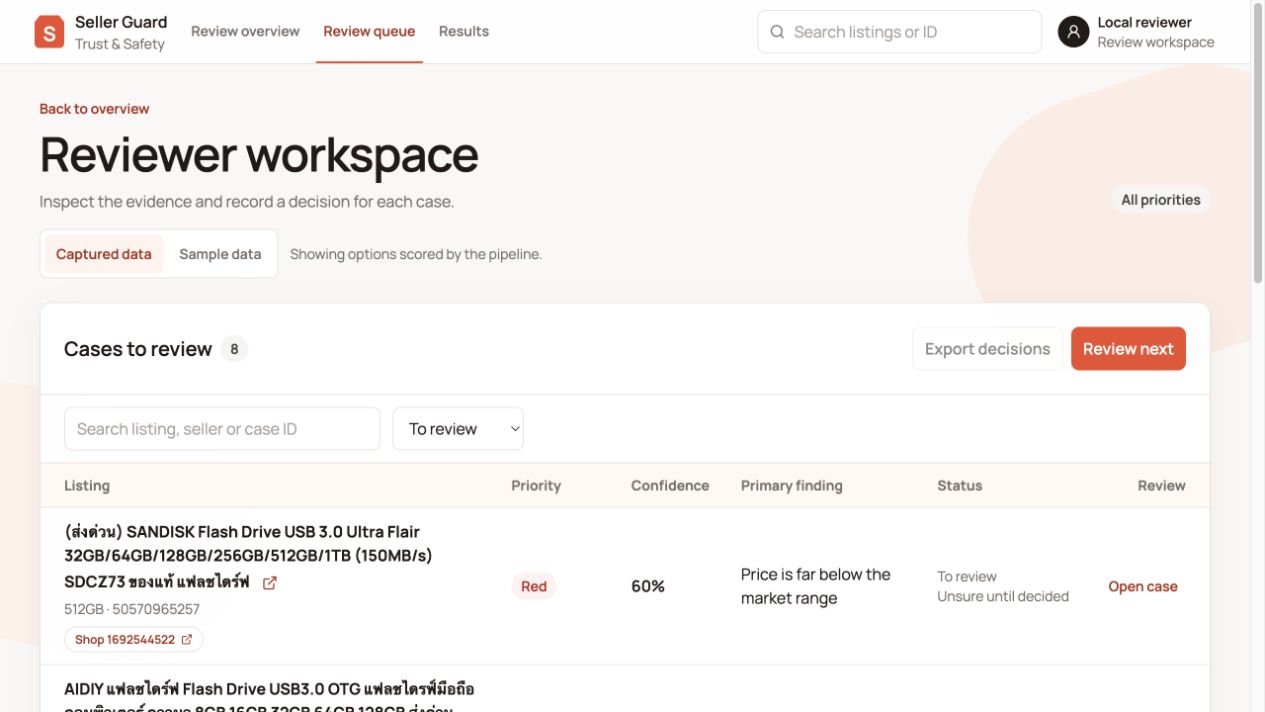 S
Seller Guard
Trust & Safety
Review overview
Review queue
Results
Search listings or ID
Local reviewer
Review workspace
Back to overview
Reviewer workspace
Inspect the evidence and record a decision for each case.
All priorities
Captured data
Sample data
Showing options scored by the pipeline.
Cases to review 8
Export decisions
Review next
Search listing, seller or case ID
To review
Listing
Priority
Confidence
Primary finding
Status
Review
(ส่งด่วน) SANDISK Flash Drive USB 3.0 Ultra Flair
32GB/64GB/128GB/256GB/512GB/1TB (150MB/s)
SDCZ73 ของแท้ แฟลชไดร์ฟ
512GB · 50570965257
Shop 1692544522
Red
60%
Price is far below the
market range
To review
Unsure until decided
Open case
AIDIY แฟลชไดร์ฟ Flash Drive USB3.0 OTG แฟลชไดรฟ์มือถือ
8GB 16GB 32GB 64GB 128GB